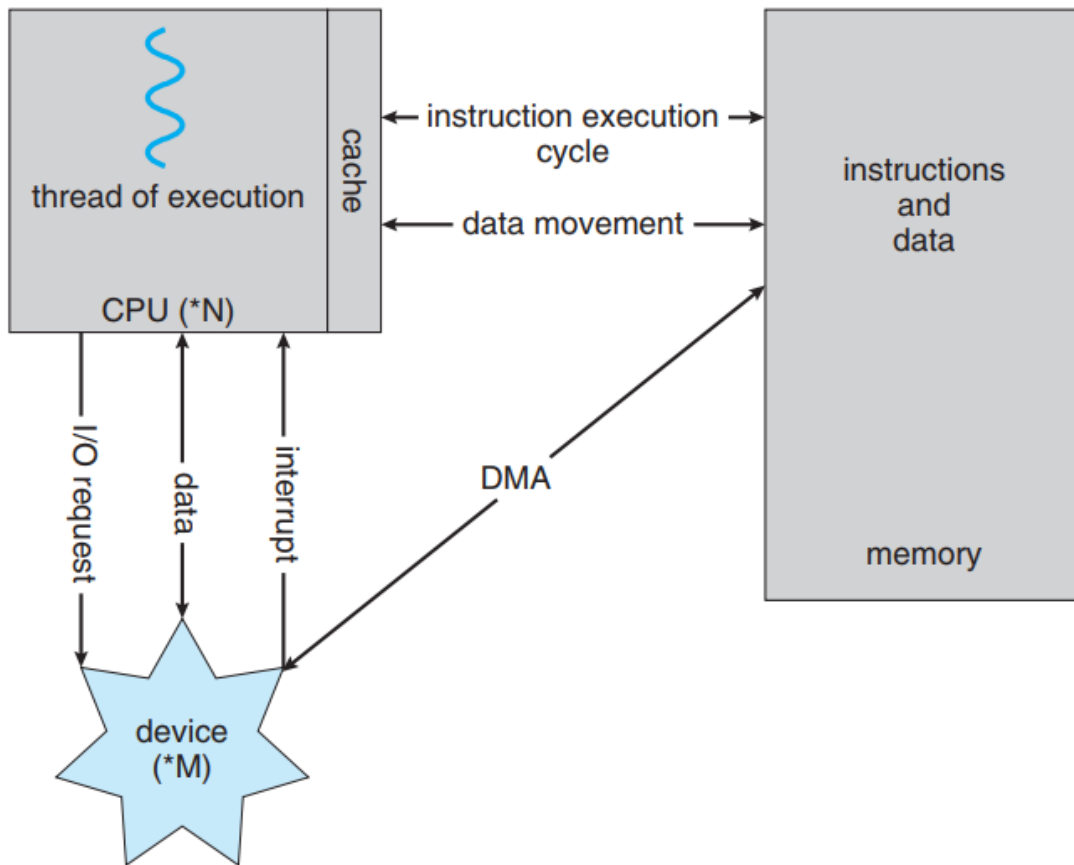 thread of execution
CPU (*N)
cache
instruction execution
cycle
data movement
instructions
and
data
memory
I/O request
data
interrupt
DMA
device
(*M)